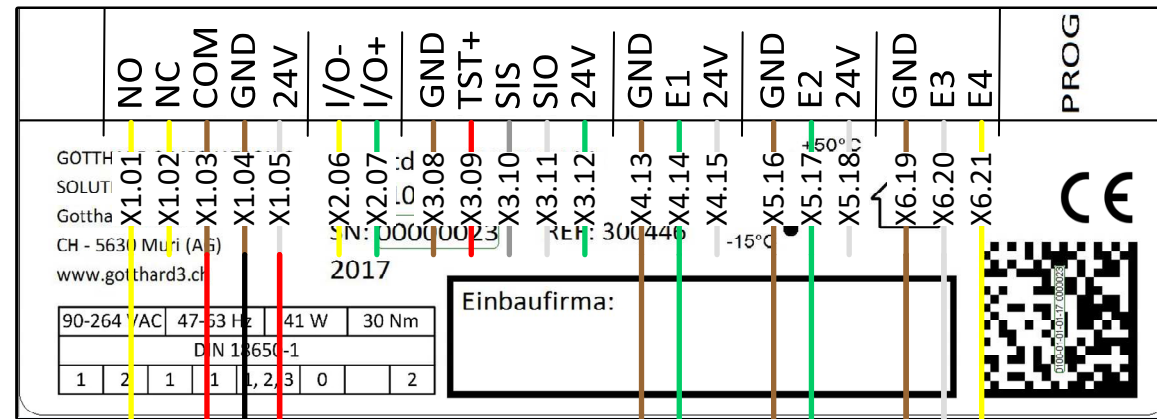 NO NC COM GND 24V I/O- I/O+ GND TST+ SIS SIO 24V GND E1 24V GND E2 24V GND E3 E4 PROG
X1.01 X1.02 X1.03 X1.04 X1.05 X2.06 X2.07 X3.08 X3.09 X3.10 X3.11 X3.12 X4.13 X4.14 X4.15 X5.16 X5.17 X5.18 X6.19 X6.20 X6.21
+50°C
-15°C
CE
GOTTH
SOLUTI
Gottha
CH - 5630 Muri (AG)
www.gotthard3.ch
SN: 00000023 REF: 300446
2017
Einbaufirma:
90-264 VAC 47-63 Hz 41 W 30 Nm
DIN 18650-1
1 2 1 1 1, 2, 3 0 2